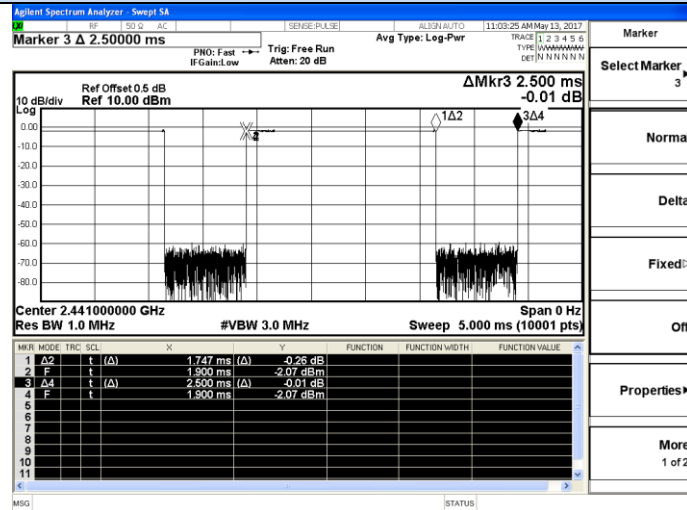 Agilent Spectrum Analyzer - Swept SA
LXI RF 50 Ω AC SENSE:PULSE ALIGN AUTO 11:03:25 AM May 13, 2017
Marker 3 Δ 2.50000 ms
PNO: Fast Trig: Free Run
IFGain:Low Atten: 20 dB
Avg Type: Log-Pwr
TRACE 1 2 3 4 5 6
TYPE WWWWWW
DET N N N N N N
Ref Offset 0.5 dB
10 dB/div Ref 10.00 dBm
Log
ΔMkr3 2.500 ms
-0.01 dB
1Δ2 3Δ4
2
0.00
-10.0
-20.0
-30.0
-40.0
-50.0
-60.0
-70.0
-80.0
Center 2.441000000 GHz Span 0 Hz
Res BW 1.0 MHz #VBW 3.0 MHz Sweep 5.000 ms (10001 pts)
MKR MODE TRC SCL X Y FUNCTION FUNCTION WIDTH FUNCTION VALUE
1 Δ2 t (Δ) 1.747 ms (Δ) -0.26 dB
2 F t 1.900 ms -2.07 dBm
3 Δ4 t (Δ) 2.500 ms (Δ) -0.01 dB
4 F t 1.900 ms -2.07 dBm
5
6
7
8
9
10
11
MSG STATUS
Marker
Select Marker
3
Normal
Delta
Fixed
Off
Properties
More
1 of 2